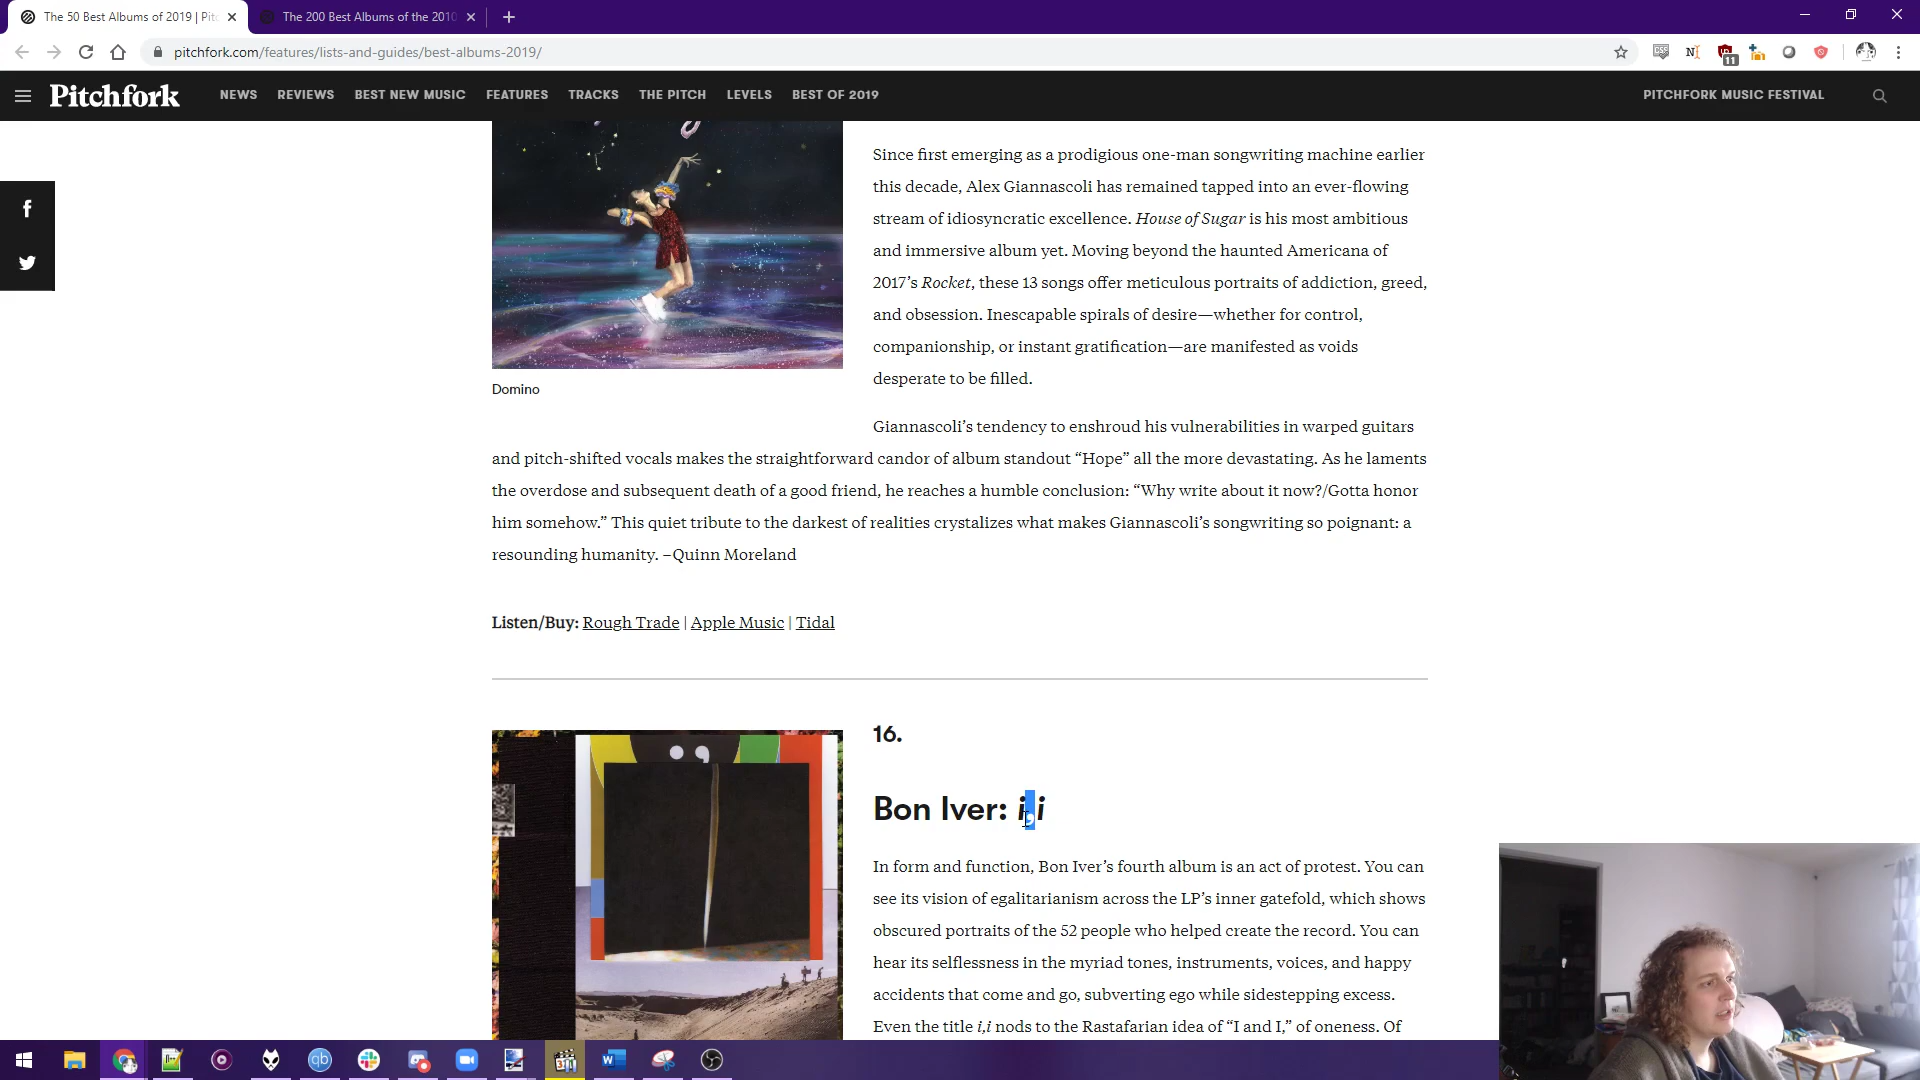 The 50 Best Albums of 2019 | Pitc
The 200 Best Albums of the 2010
pitchfork.com/features/lists-and-guides/best-albums-2019/
11
Pitchfork
NEWS
REVIEWS
BEST NEW MUSIC
FEATURES
TRACKS
THE PITCH
LEVELS
BEST OF 2019
PITCHFORK MUSIC FESTIVAL
Since first emerging as a prodigious one-man songwriting machine earlier
this decade, Alex Giannascoli has remained tapped into an ever-flowing
stream of idiosyncratic excellence. House of Sugar is his most ambitious
and immersive album yet. Moving beyond the haunted Americana of
2017’s Rocket, these 13 songs offer meticulous portraits of addiction, greed,
and obsession. Inescapable spirals of desire—whether for control,
companionship, or instant gratification—are manifested as voids
desperate to be filled.
Domino
Giannascoli’s tendency to enshroud his vulnerabilities in warped guitars
and pitch-shifted vocals makes the straightforward candor of album standout “Hope” all the more devastating. As he laments
the overdose and subsequent death of a good friend, he reaches a humble conclusion: “Why write about it now?/Gotta honor
him somehow.” This quiet tribute to the darkest of realities crystalizes what makes Giannascoli’s songwriting so poignant: a
resounding humanity. –Quinn Moreland
Listen/Buy: Rough Trade | Apple Music | Tidal
16.
Bon Iver: i,i
In form and function, Bon Iver’s fourth album is an act of protest. You can
see its vision of egalitarianism across the LP’s inner gatefold, which shows
obscured portraits of the 52 people who helped create the record. You can
hear its selflessness in the myriad tones, instruments, voices, and happy
accidents that come and go, subverting ego while sidestepping excess.
Even the title i,i nods to the Rastafarian idea of “I and I,” of oneness. Of